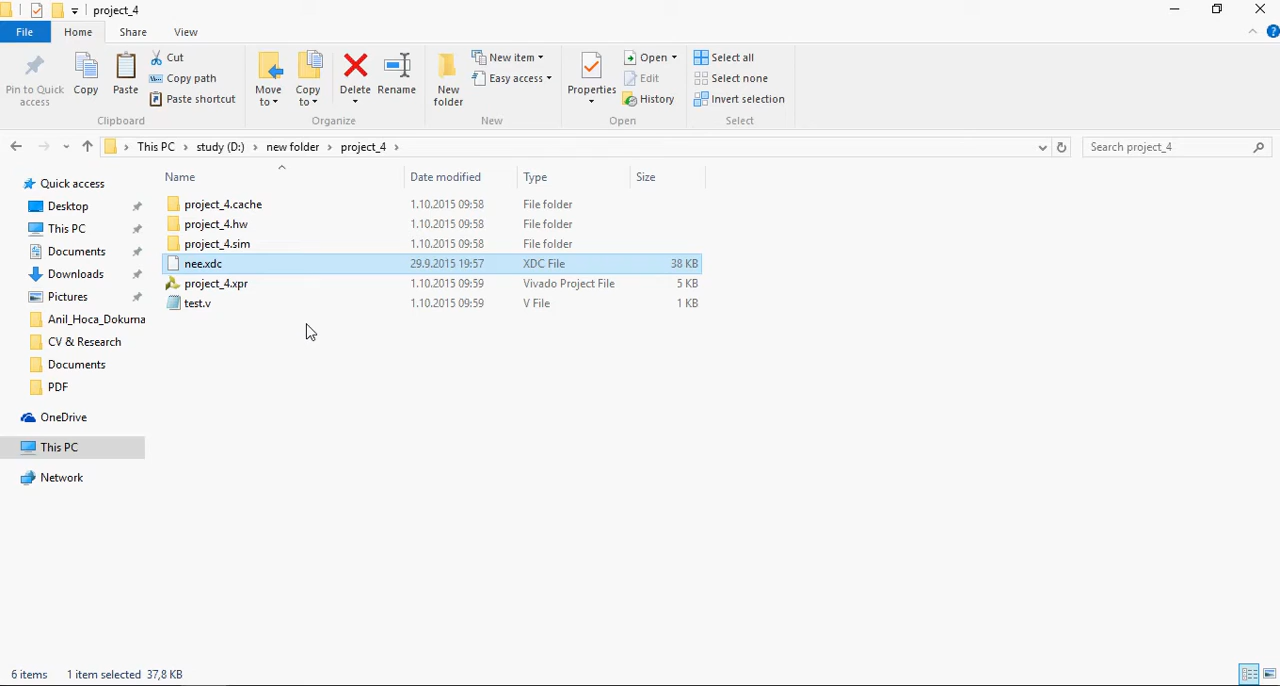 project_4
File Home Share View
Pin to Quick access
Copy
Paste
Cut
Copy path
Paste shortcut
Clipboard
Move to
Copy to
Delete
Rename
Organize
New folder
New item
Easy access
New
Properties
Open
Edit
History
Open
Select all
Select none
Invert selection
Select
This PC study (D:) new folder project_4
Search project_4
Quick access
Desktop
This PC
Documents
Downloads
Pictures
Anil_Hoca_Dokuma
CV & Research
Documents
PDF
OneDrive
This PC
Network
Name Date modified Type Size
project_4.cache 1.10.2015 09:58 File folder
project_4.hw 1.10.2015 09:58 File folder
project_4.sim 1.10.2015 09:58 File folder
nee.xdc 29.9.2015 19:57 XDC File 38 KB
project_4.xpr 1.10.2015 09:59 Vivado Project File 5 KB
test.v 1.10.2015 09:59 V File 1 KB
6 items 1 item selected 37,8 KB